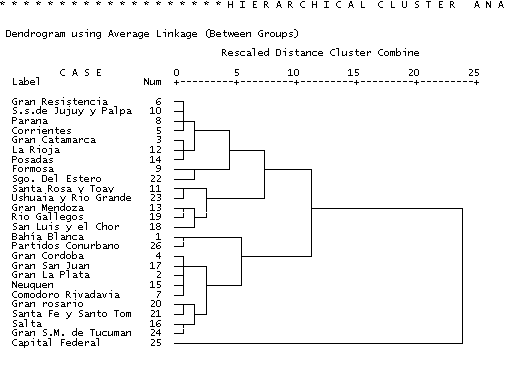 * * * * * * * * * * * * * * * * * * * H I E R A R C H I C A L   C L U S T E R   A N A
Dendrogram using Average Linkage (Between Groups)
Rescaled Distance Cluster Combine
C A S E 0 5 10 15 20 25
Label Num +---------+---------+---------+---------+---------+
Gran Resistencia 6
S.s.de Jujuy y Palpa 10
Parana 8
Corrientes 5
Gran Catamarca 3
La Rioja 12
Posadas 14
Formosa 9
Sgo. Del Estero 22
Santa Rosa y Toay 11
Ushuaia y Rio Grande 23
Gran Mendoza 13
Rio Gallegos 19
San Luis y el Chor 18
Bahía Blanca 1
Partidos Conurbano 26
Gran Cordoba 4
Gran San Juan 17
Gran La Plata 2
Neuquen 15
Comodoro Rivadavia 7
Gran rosario 20
Santa Fe y Santo Tom 21
Salta 16
Gran S.M. de Tucuman 24
Capital Federal 25